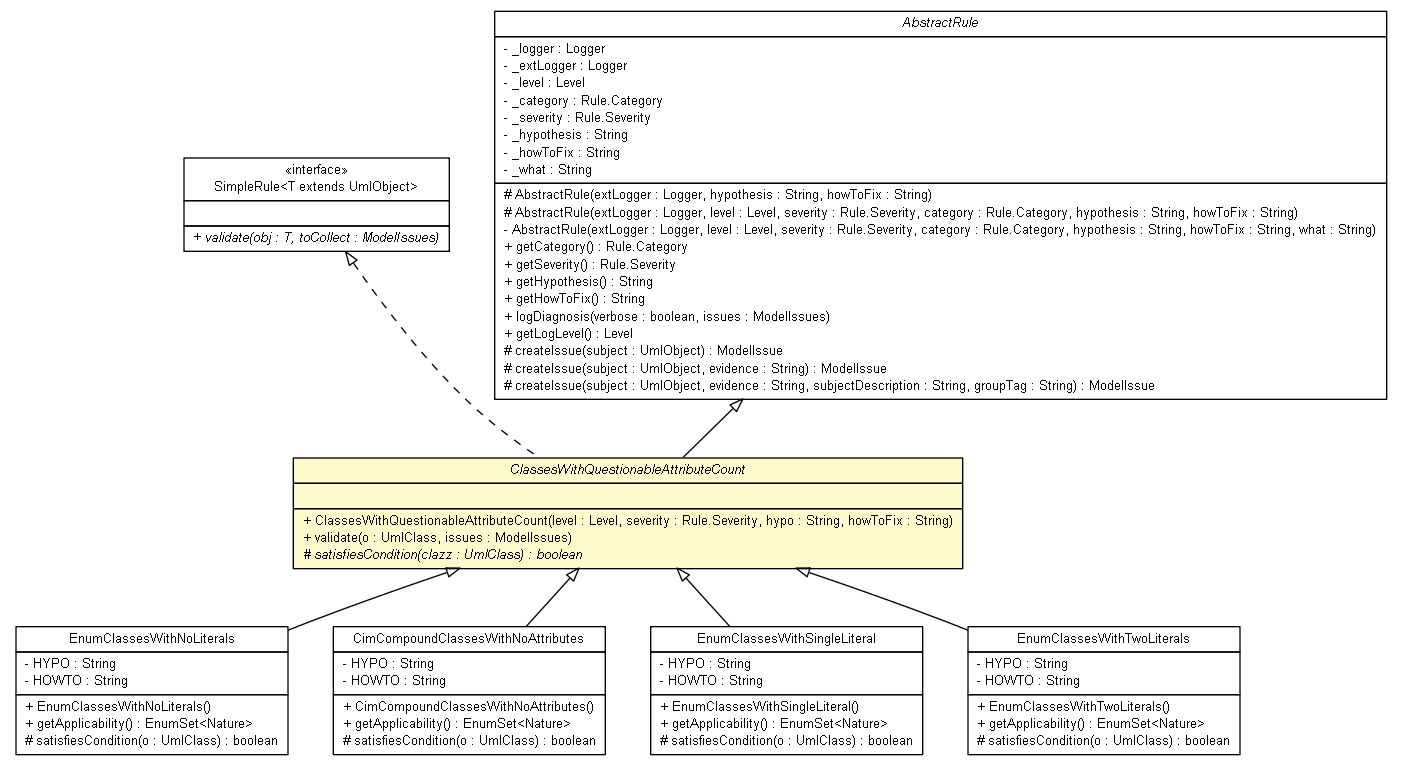 AbstractRule
- _logger : Logger
- _extLogger : Logger
- _level : Level
- _category : Rule.Category
- _severity : Rule.Severity
- _hypothesis : String
- _howToFix : String
- _what : String
# AbstractRule(extLogger : Logger, hypothesis : String, howToFix : String)
# AbstractRule(extLogger : Logger, level : Level, severity : Rule.Severity, category : Rule.Category, hypothesis : String, howToFix : String)
- AbstractRule(extLogger : Logger, level : Level, severity : Rule.Severity, category : Rule.Category, hypothesis : String, howToFix : String, what : String)
+ getCategory() : Rule.Category
+ getSeverity() : Rule.Severity
+ getHypothesis() : String
+ getHowToFix() : String
+ logDiagnosis(verbose : boolean, issues : ModelIssues)
+ getLogLevel() : Level
# createIssue(subject : UmlObject) : ModelIssue
# createIssue(subject : UmlObject, evidence : String) : ModelIssue
# createIssue(subject : UmlObject, evidence : String, subjectDescription : String, groupTag : String) : ModelIssue
«interface»
SimpleRule<T extends UmlObject>
+ validate(obj : T, toCollect : ModelIssues)
ClassesWithQuestionableAttributeCount
+ ClassesWithQuestionableAttributeCount(level : Level, severity : Rule.Severity, hypo : String, howToFix : String)
+ validate(o : UmlClass, issues : ModelIssues)
# satisfiesCondition(clazz : UmlClass) : boolean
EnumClassesWithNoLiterals
- HYPO : String
- HOWTO : String
+ EnumClassesWithNoLiterals()
+ getApplicability() : EnumSet<Nature>
# satisfiesCondition(o : UmlClass) : boolean
CimCompoundClassesWithNoAttributes
- HYPO : String
- HOWTO : String
+ CimCompoundClassesWithNoAttributes()
+ getApplicability() : EnumSet<Nature>
# satisfiesCondition(o : UmlClass) : boolean
EnumClassesWithSingleLiteral
- HYPO : String
- HOWTO : String
+ EnumClassesWithSingleLiteral()
+ getApplicability() : EnumSet<Nature>
# satisfiesCondition(o : UmlClass) : boolean
EnumClassesWithTwoLiterals
- HYPO : String
- HOWTO : String
+ EnumClassesWithTwoLiterals()
+ getApplicability() : EnumSet<Nature>
# satisfiesCondition(o : UmlClass) : boolean